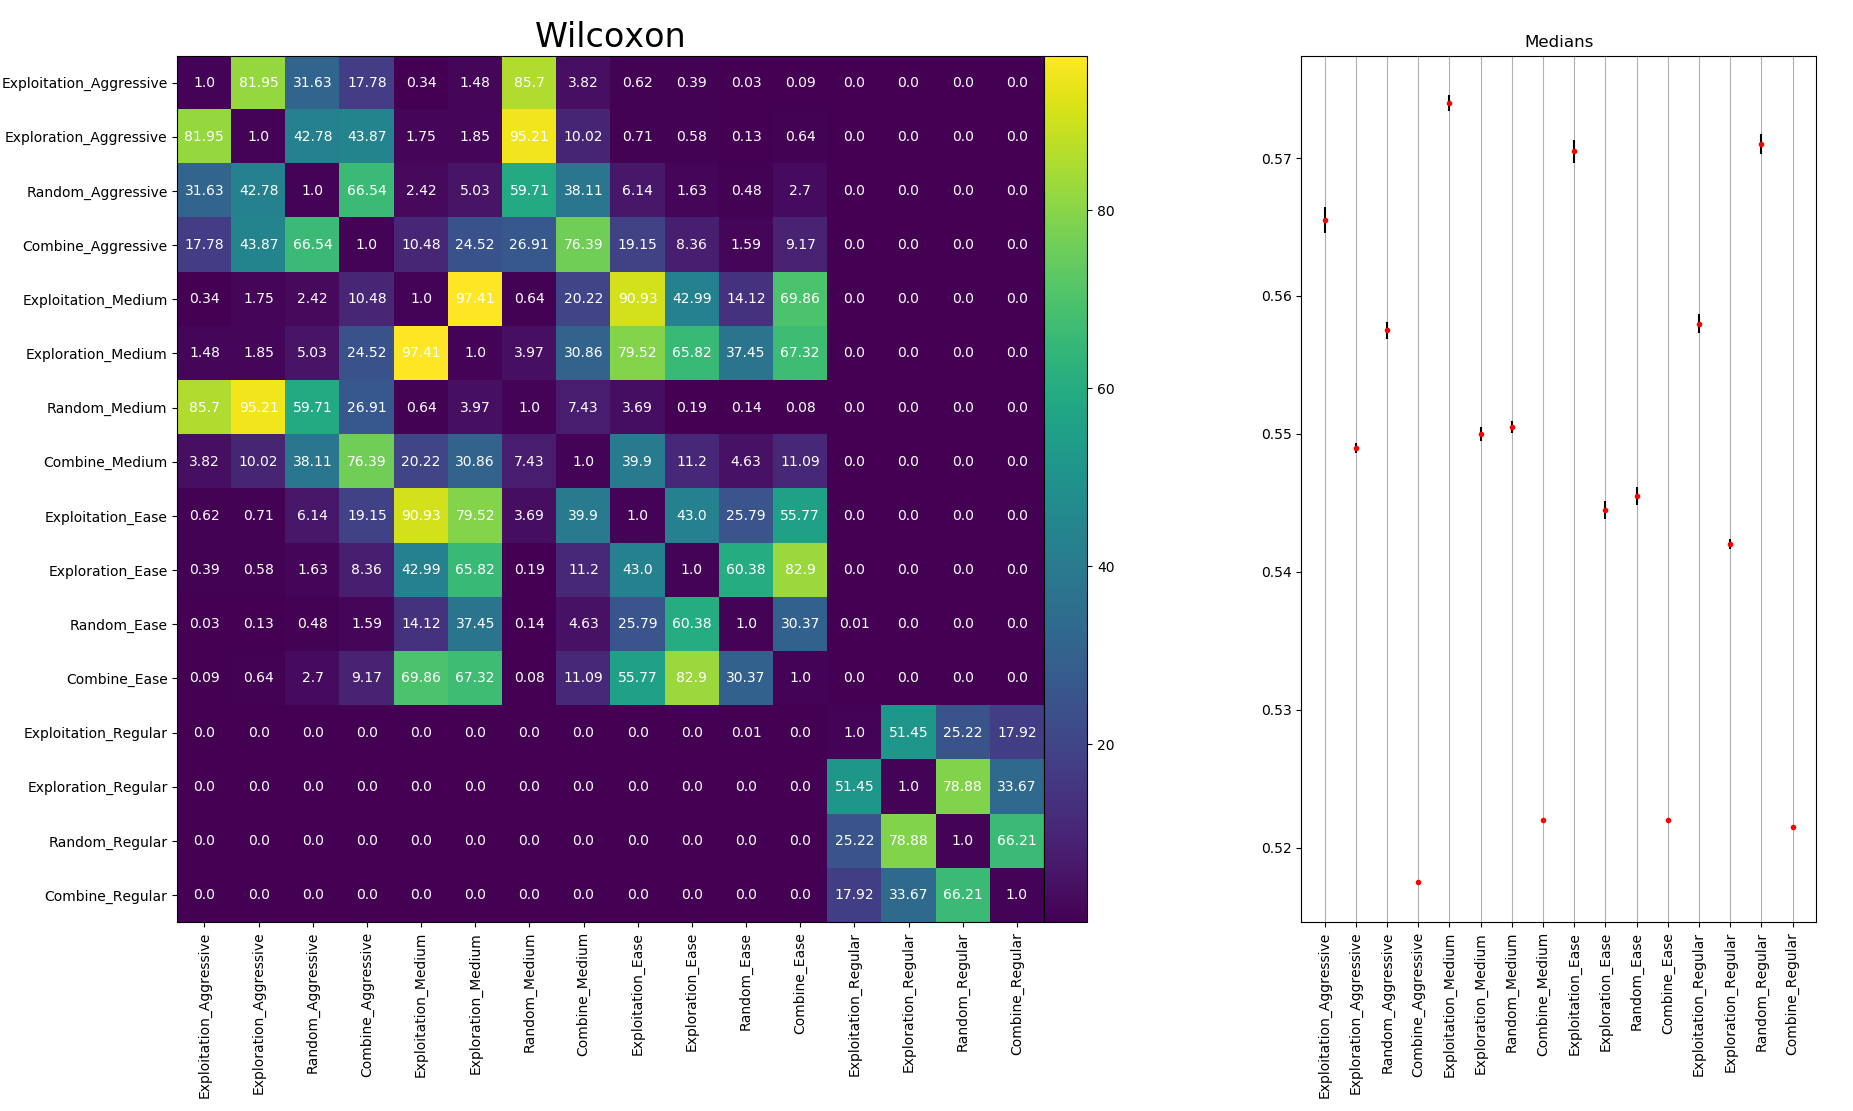 Wilcoxon
Exploitation_Aggressive 1.0 81.95 31.63 17.78 0.34 1.48 85.7 3.82 0.62 0.39 0.03 0.09 0.0 0.0 0.0 0.0
Exploration_Aggressive 81.95 1.0 42.78 43.87 1.75 1.85 95.21 10.02 0.71 0.58 0.13 0.64 0.0 0.0 0.0 0.0
Random_Aggressive 31.63 42.78 1.0 66.54 2.42 5.03 59.71 38.11 6.14 1.63 0.48 2.7 0.0 0.0 0.0 0.0
Combine_Aggressive 17.78 43.87 66.54 1.0 10.48 24.52 26.91 76.39 19.15 8.36 1.59 9.17 0.0 0.0 0.0 0.0
Exploitation_Medium 0.34 1.75 2.42 10.48 1.0 97.41 0.64 20.22 90.93 42.99 14.12 69.86 0.0 0.0 0.0 0.0
Exploration_Medium 1.48 1.85 5.03 24.52 97.41 1.0 3.97 30.86 79.52 65.82 37.45 67.32 0.0 0.0 0.0 0.0
Random_Medium 85.7 95.21 59.71 26.91 0.64 3.97 1.0 7.43 3.69 0.19 0.14 0.08 0.0 0.0 0.0 0.0
Combine_Medium 3.82 10.02 38.11 76.39 20.22 30.86 7.43 1.0 39.9 11.2 4.63 11.09 0.0 0.0 0.0 0.0
Exploitation_Ease 0.62 0.71 6.14 19.15 90.93 79.52 3.69 39.9 1.0 43.0 25.79 55.77 0.0 0.0 0.0 0.0
Exploration_Ease 0.39 0.58 1.63 8.36 42.99 65.82 0.19 11.2 43.0 1.0 60.38 82.9 0.0 0.0 0.0 0.0
Random_Ease 0.03 0.13 0.48 1.59 14.12 37.45 0.14 4.63 25.79 60.38 1.0 30.37 0.01 0.0 0.0 0.0
Combine_Ease 0.09 0.64 2.7 9.17 69.86 67.32 0.08 11.09 55.77 82.9 30.37 1.0 0.0 0.0 0.0 0.0
Exploitation_Regular 0.0 0.0 0.0 0.0 0.0 0.0 0.0 0.0 0.0 0.0 0.01 0.0 1.0 51.45 25.22 17.92
Exploration_Regular 0.0 0.0 0.0 0.0 0.0 0.0 0.0 0.0 0.0 0.0 0.0 0.0 51.45 1.0 78.88 33.67
Random_Regular 0.0 0.0 0.0 0.0 0.0 0.0 0.0 0.0 0.0 0.0 0.0 0.0 25.22 78.88 1.0 66.21
Combine_Regular 0.0 0.0 0.0 0.0 0.0 0.0 0.0 0.0 0.0 0.0 0.0 0.0 17.92 33.67 66.21 1.0
Exploitation_Aggressive
Exploration_Aggressive
Random_Aggressive
Combine_Aggressive
Exploitation_Medium
Exploration_Medium
Random_Medium
Combine_Medium
Exploitation_Ease
Exploration_Ease
Random_Ease
Combine_Ease
Exploitation_Regular
Exploration_Regular
Random_Regular
Combine_Regular
80
60
40
20
Medians
0.57
0.56
0.55
0.54
0.53
0.52
Exploitation_Aggressive
Exploration_Aggressive
Random_Aggressive
Combine_Aggressive
Exploitation_Medium
Exploration_Medium
Random_Medium
Combine_Medium
Exploitation_Ease
Exploration_Ease
Random_Ease
Combine_Ease
Exploitation_Regular
Exploration_Regular
Random_Regular
Combine_Regular